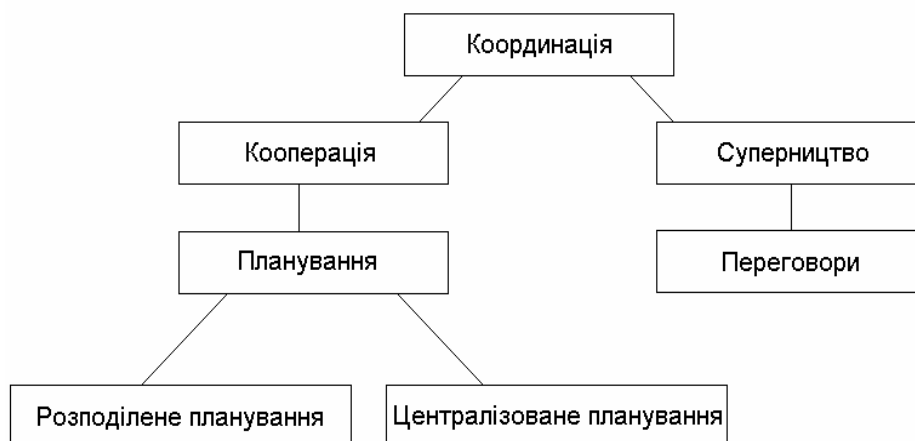 Координація
Кооперація
Суперництво
Планування
Переговори
Розподілене планування
Централізоване планування